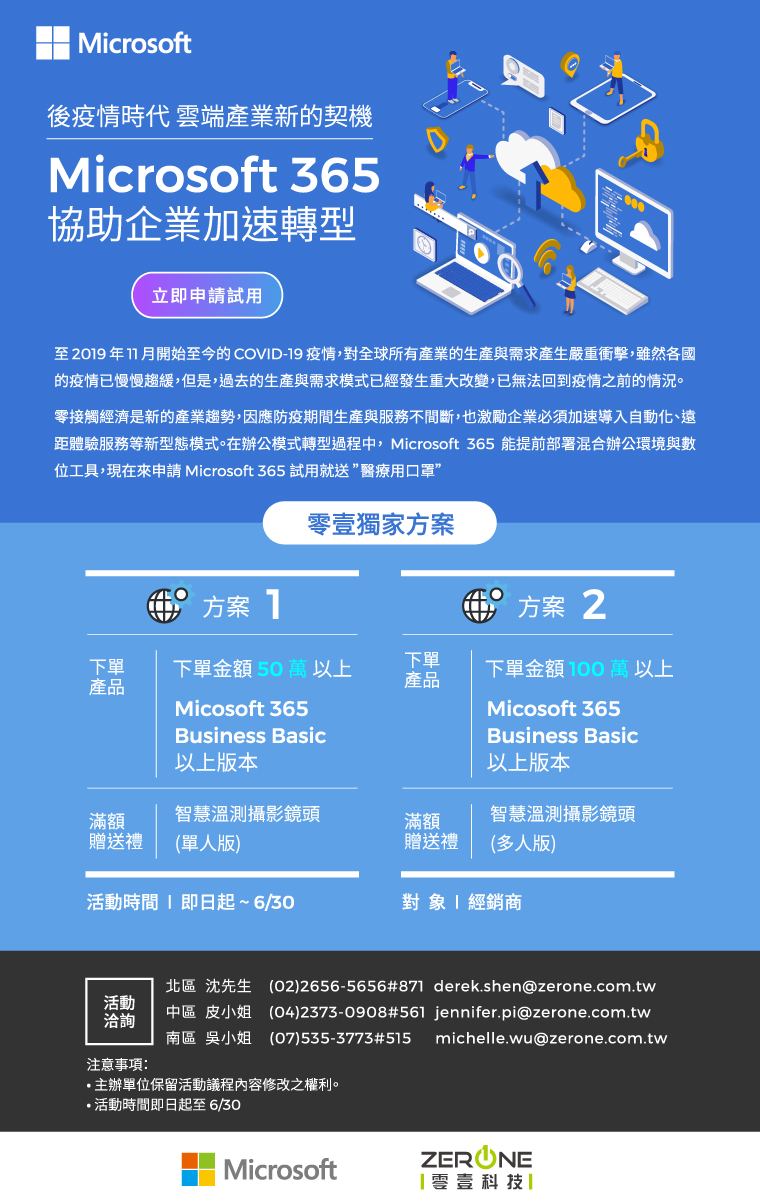 Microsoft
後疫情時代 雲端產業新的契機
Microsoft 365
協助企業加速轉型
立即申請試用
至 2019 年 11 月開始至今的 COVID-19 疫情，對全球所有產業的生產與需求產生嚴重衝擊，雖然各國
的疫情已慢慢趨緩，但是，過去的生產與需求模式已經發生重大改變，已無法回到疫情之前的情況。
零接觸經濟是新的產業趨勢，因應防疫期間生產與服務不間斷，也激勵企業必須加速導入自動化、遠
距體驗服務等新型態模式。在辦公模式轉型過程中， Microsoft 365 能提前部署混合辦公環境與數
位工具，現在來申請 Microsoft 365 試用就送 ”醫療用口罩”
零壹獨家方案
方案 1
下單
產品
下單金額 50 萬 以上
Micosoft 365
Business Basic
以上版本
滿額
贈送禮
智慧溫測攝影鏡頭
(單人版)
方案 2
下單
產品
下單金額 100 萬 以上
Micosoft 365
Business Basic
以上版本
滿額
贈送禮
智慧溫測攝影鏡頭
(多人版)
活動時間 | 即日起 ~ 6/30
對 象 | 經銷商
活動
洽詢
北區 沈先生 (02)2656-5656#871 derek.shen@zerone.com.tw
中區 皮小姐 (04)2373-0908#561 jennifer.pi@zerone.com.tw
南區 吳小姐 (07)535-3773#515 michelle.wu@zerone.com.tw
注意事項：
• 主辦單位保留活動議程內容修改之權利。
• 活動時間即日起至 6/30
Microsoft
ZERONE
零壹科技